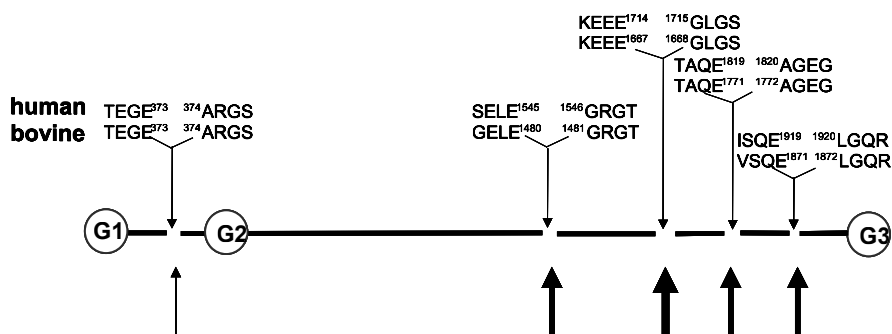 KEEE1714 1715GLGS
KEEE1667 1668GLGS
TAQE1819 1820AGEG
TAQE1771 1772AGEG
human TEGE373 374ARGS
bovine TEGE373 374ARGS
SELE1545 1546GRGT
GELE1480 1481GRGT
ISQE1919 1920LGQR
VSQE1871 1872LGQR
G1 G2 G3